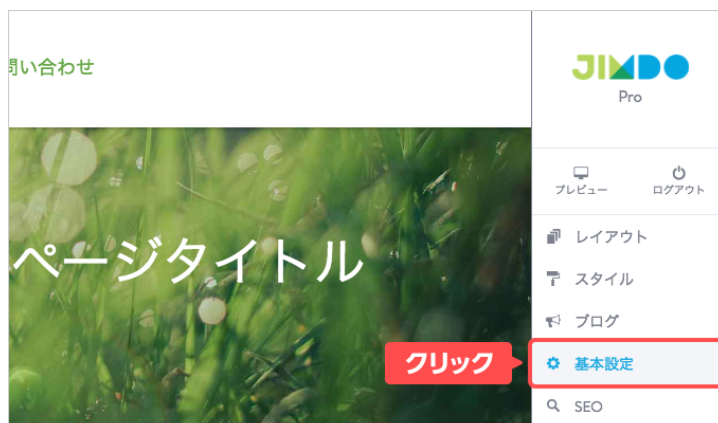 問い合わせ
JIMDO
Pro
プレビュー
ログアウト
レイアウト
ページタイトル
スタイル
ブログ
クリック
基本設定
SEO